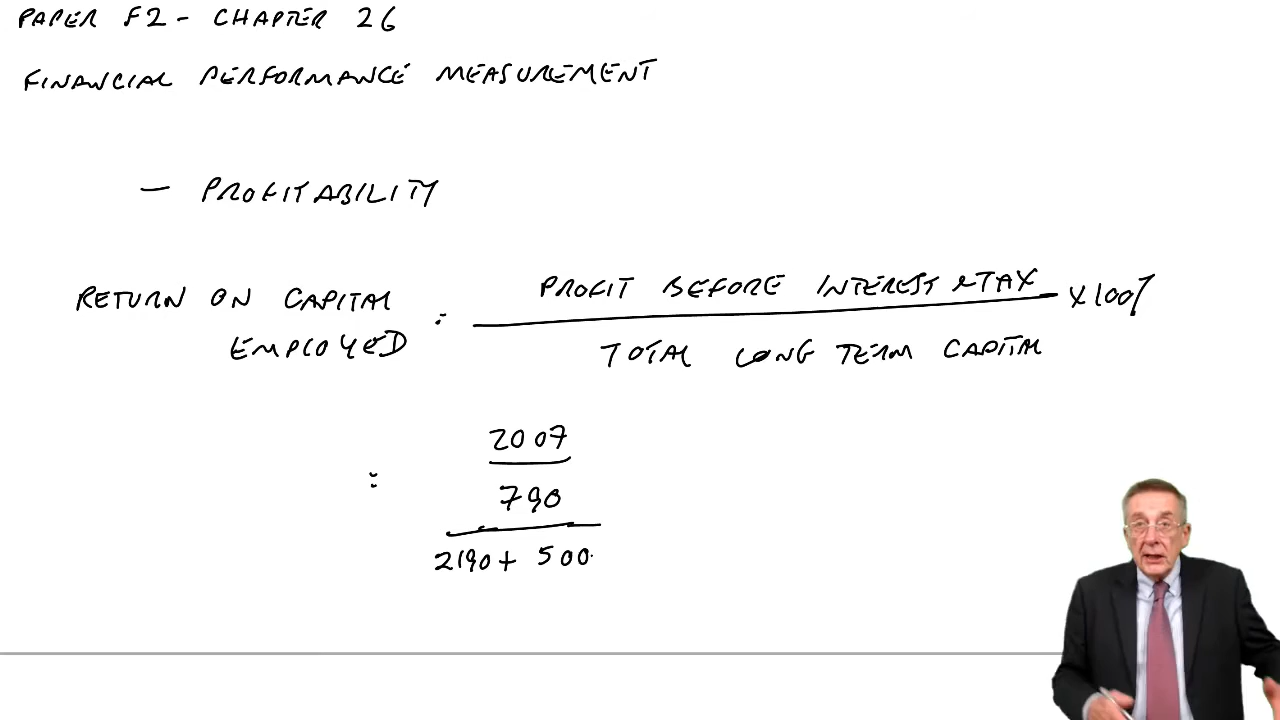 PAPER F2 - CHAPTER 26
FINANCIAL PERFORMANCE MEASUREMENT
- PROFITABILITY
RETURN ON CAPITAL EMPLOYED = PROFIT BEFORE INTEREST & TAX X100%
TOTAL LONG TERM CAPITAL
2007
= 790
2190 + 500